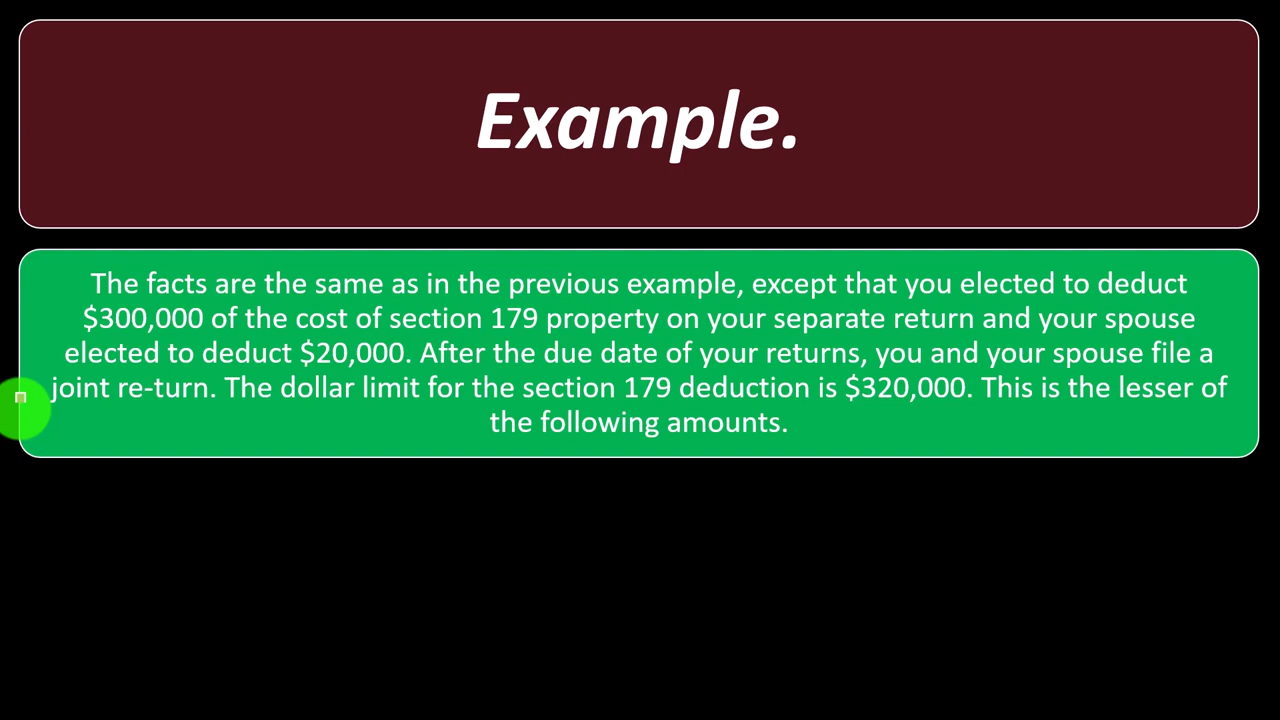 Example.
The facts are the same as in the previous example, except that you elected to deduct
$300,000 of the cost of section 179 property on your separate return and your spouse
elected to deduct $20,000. After the due date of your returns, you and your spouse file a
joint re-turn. The dollar limit for the section 179 deduction is $320,000. This is the lesser of
the following amounts.